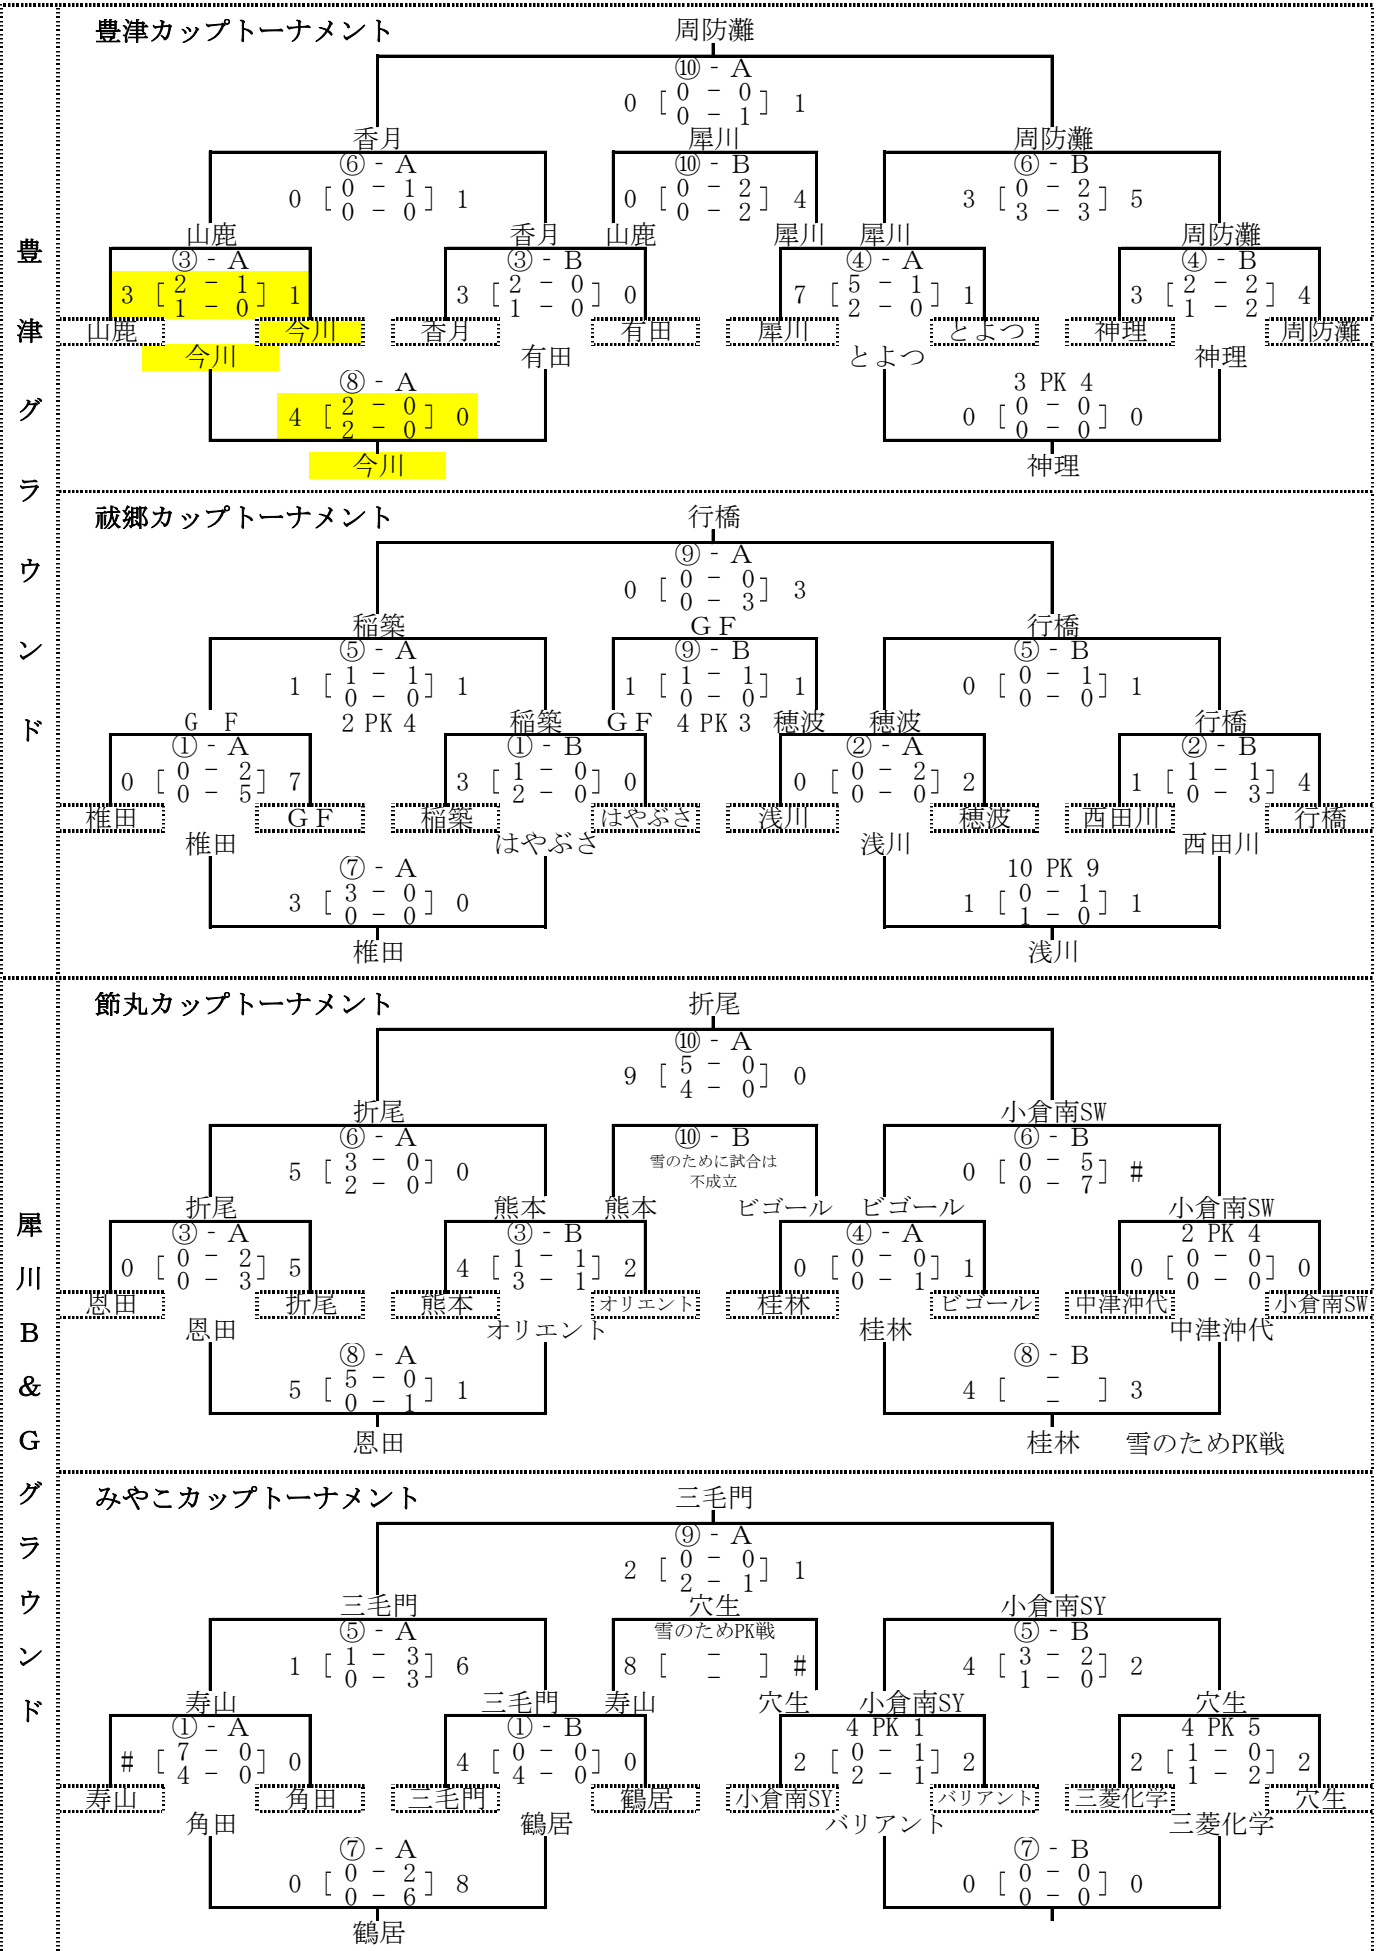 豊津グラウンド
豊津カップトーナメント 周防灘
⑩ - A
0 [ 0 - 0 ] 1
0 - 1
香月 犀川 周防灘
⑥ - A ⑩ - B ⑥ - B
0 [ 0 - 1 ] 1 0 [ 0 - 2 ] 4 3 [ 0 - 2 ] 5
0 - 0 0 - 2 3 - 3
山鹿 香月 山鹿 犀川 犀川 周防灘
③ - A ③ - B ④ - A ④ - B
3 [ 2 - 1 ] 1 3 [ 2 - 0 ] 0 7 [ 5 - 1 ] 1 3 [ 2 - 2 ] 4
1 - 0 1 - 0 2 - 0 1 - 2
山鹿 今川 香月 有田 犀川 とよつ 神理 周防灘
今川 有田 とよつ 神理
⑧ - A 3 PK 4
4 [ 2 - 0 ] 0 0 [ 0 - 0 ] 0
2 - 0 0 - 0
今川 神理
祓郷カップトーナメント 行橋
⑨ - A
0 [ 0 - 0 ] 3
0 - 3
稲築 GF 行橋
⑤ - A ⑨ - B ⑤ - B
1 [ 1 - 1 ] 1 1 [ 1 - 1 ] 1 0 [ 0 - 1 ] 1
0 - 0 0 - 0 0 - 0
G F 2 PK 4 稲築 GF 4 PK 3 穂波 穂波 行橋
① - A ① - B ② - A ② - B
0 [ 0 - 2 ] 7 3 [ 1 - 0 ] 0 0 [ 0 - 2 ] 2 1 [ 1 - 1 ] 4
0 - 5 2 - 0 0 - 0 0 - 3
椎田 GF 稲築 はやぶさ 浅川 穂波 西田川 行橋
椎田 はやぶさ 浅川 西田川
⑦ - A 10 PK 9
3 [ 3 - 0 ] 0 1 [ 0 - 1 ] 1
0 - 0 1 - 0
椎田 浅川
犀川B&Gグラウンド
節丸カップトーナメント 折尾
⑩ - A
9 [ 5 - 0 ] 0
4 - 0
折尾 小倉南SW
⑥ - A ⑩ - B ⑥ - B
5 [ 3 - 0 ] 0 雪のために試合は 0 [ 0 - 5 ] #
2 - 0 不成立 0 - 7
折尾 熊本 熊本 ビゴール ビゴール 小倉南SW
③ - A ③ - B ④ - A 2 PK 4
0 [ 0 - 2 ] 5 4 [ 1 - 1 ] 2 0 [ 0 - 0 ] 1 0 [ 0 - 0 ] 0
0 - 3 3 - 1 0 - 1 0 - 0
恩田 折尾 熊本 オリエント 桂林 ビゴール 中津沖代 小倉南SW
恩田 オリエント 桂林 中津沖代
⑧ - A ⑧ - B
5 [ 5 - 0 ] 1 4 [ - ] 3
0 - 1 -
恩田 桂林 雪のためPK戦
みやこカップトーナメント 三毛門
⑨ - A
2 [ 0 - 0 ] 1
2 - 1
三毛門 穴生 小倉南SY
⑤ - A 雪のためPK戦 ⑤ - B
1 [ 1 - 3 ] 6 8 [ - ] # 4 [ 3 - 2 ] 2
0 - 3 - 1 - 0
寿山 三毛門 寿山 穴生 小倉南SY 穴生
① - A ① - B 4 PK 1 4 PK 5
# [ 7 - 0 ] 0 4 [ 0 - 0 ] 0 2 [ 0 - 1 ] 2 2 [ 1 - 0 ] 2
4 - 0 4 - 0 2 - 1 1 - 2
寿山 角田 三毛門 鶴居 小倉南SY バリアント 三菱化学 穴生
角田 鶴居 バリアント 三菱化学
⑦ - A ⑦ - B
0 [ 0 - 2 ] 8 0 [ 0 - 0 ] 0
0 - 6 0 - 0
鶴居